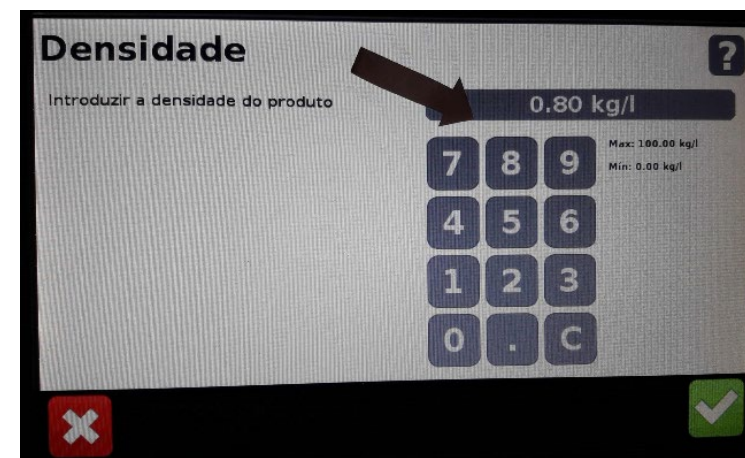 Densidade
?
Introduzir a densidade do produto
0.80 kg/l
Max: 100.00 kg/l
Mín: 0.00 kg/l
7 8 9
4 5 6
1 2 3
0 . C